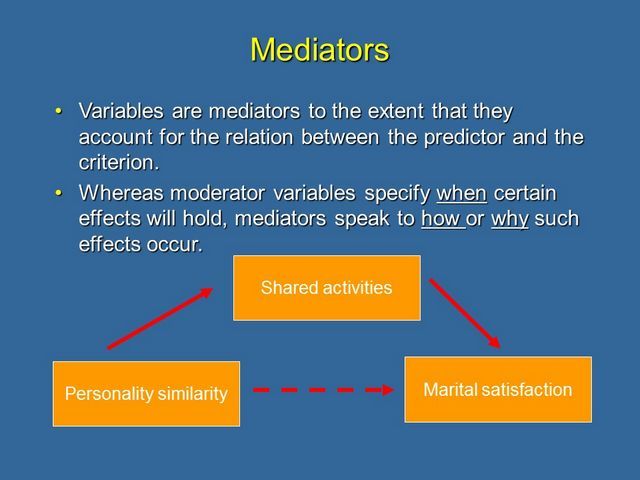 Mediators
• Variables are mediators to the extent that they
account for the relation between the predictor and the
criterion.
• Whereas moderator variables specify when certain
effects will hold, mediators speak to how or why such
effects occur.
Shared activities
Personality similarity
Marital satisfaction